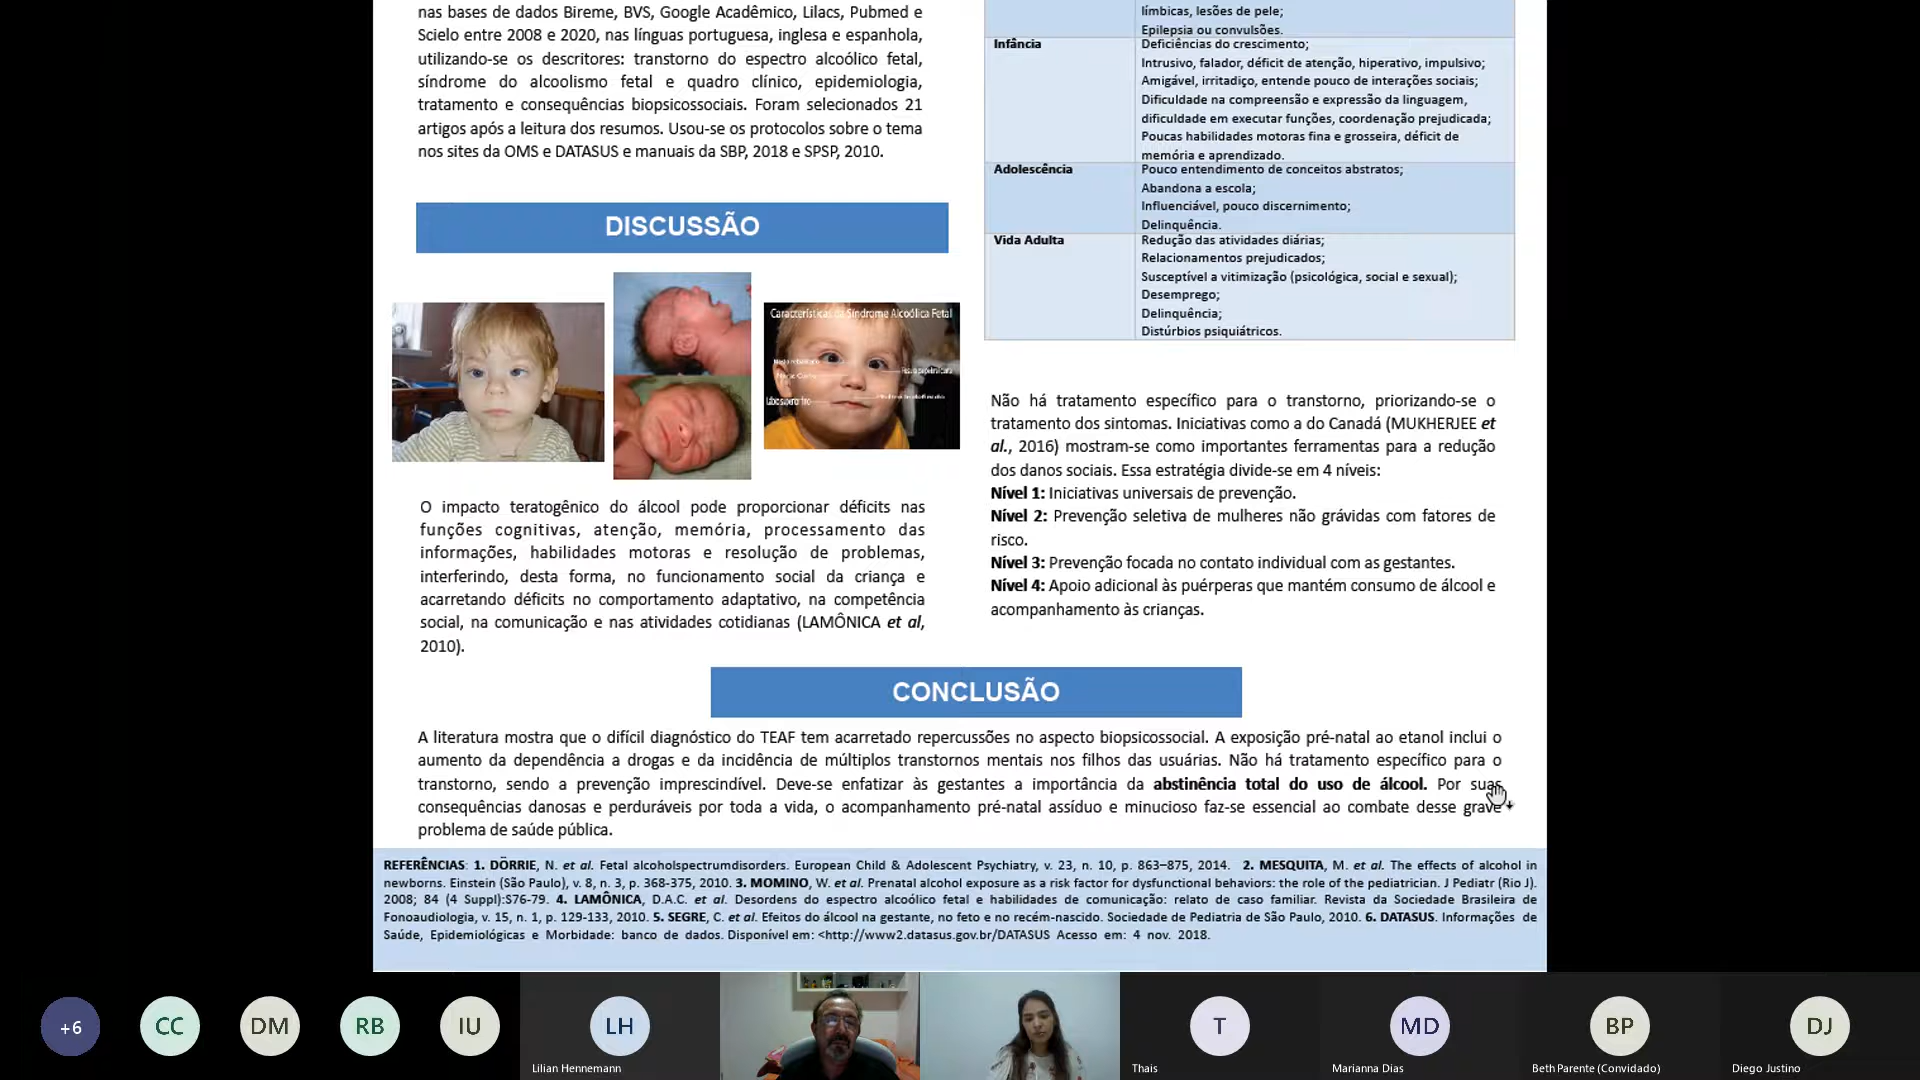 nas bases de dados Bireme, BVS, Google Acadêmico, Lilacs, Pubmed e
Scielo entre 2008 e 2020, nas línguas portuguesa, inglesa e espanhola,
utilizando-se os descritores: transtorno do espectro alcoólico fetal,
síndrome do alcoolismo fetal e quadro clínico, epidemiologia,
tratamento e consequências biopsicossociais. Foram selecionados 21
artigos após a leitura dos resumos. Usou-se os protocolos sobre o tema
nos sites da OMS e DATASUS e manuais da SBP, 2018 e SPSP, 2010.
DISCUSSÃO
Características da Síndrome Alcoólica Fetal
O impacto teratogênico do álcool pode proporcionar déficits nas
funções cognitivas, atenção, memória, processamento das
informações, habilidades motoras e resolução de problemas,
interferindo, desta forma, no funcionamento social da criança e
acarretando déficits no comportamento adaptativo, na competência
social, na comunicação e nas atividades cotidianas (LAMÔNICA et al,
2010).
límbicas, lesões de pele;
Epilepsia ou convulsões.
Infância
Deficiências do crescimento;
Intrusivo, falador, déficit de atenção, hiperativo, impulsivo;
Amigável, irritadiço, entende pouco de interações sociais;
Dificuldade na compreensão e expressão da linguagem,
dificuldade em executar funções, coordenação prejudicada;
Poucas habilidades motoras fina e grosseira, déficit de
memória e aprendizado.
Adolescência
Pouco entendimento de conceitos abstratos;
Abandona a escola;
Influenciável, pouco discernimento;
Delinquência.
Vida Adulta
Redução das atividades diárias;
Relacionamentos prejudicados;
Susceptível a vitimização (psicológica, social e sexual);
Desemprego;
Delinquência;
Distúrbios psiquiátricos.
Não há tratamento específico para o transtorno, priorizando-se o
tratamento dos sintomas. Iniciativas como a do Canadá (MUKHERJEE et
al., 2016) mostram-se como importantes ferramentas para a redução
dos danos sociais. Essa estratégia divide-se em 4 níveis:
Nível 1: Iniciativas universais de prevenção.
Nível 2: Prevenção seletiva de mulheres não grávidas com fatores de
risco.
Nível 3: Prevenção focada no contato individual com as gestantes.
Nível 4: Apoio adicional às puérperas que mantém consumo de álcool e
acompanhamento às crianças.
CONCLUSÃO
A literatura mostra que o difícil diagnóstico do TEAF tem acarretado repercussões no aspecto biopsicossocial. A exposição pré-natal ao etanol inclui o
aumento da dependência a drogas e da incidência de múltiplos transtornos mentais nos filhos das usuárias. Não há tratamento específico para o
transtorno, sendo a prevenção imprescindível. Deve-se enfatizar às gestantes a importância da abstinência total do uso de álcool. Por suas
consequências danosas e perduráveis por toda a vida, o acompanhamento pré-natal assíduo e minucioso faz-se essencial ao combate desse grave
problema de saúde pública.
REFERÊNCIAS: 1. DÖRRIE, N. et al. Fetal alcoholspectrumdisorders. European Child & Adolescent Psychiatry, v. 23, n. 10, p. 863–875, 2014. 2. MESQUITA, M. et al. The effects of alcohol in
newborns. Einstein (São Paulo), v. 8, n. 3, p. 368-375, 2010. 3. MOMINO, W. et al. Prenatal alcohol exposure as a risk factor for dysfunctional behaviors: the role of the pediatrician. J Pediatr (Rio J).
2008; 84 (4 Suppl):S76-79. 4. LAMÔNICA, D.A.C. et al. Desordens do espectro alcoólico fetal e habilidades de comunicação: relato de caso familiar. Revista da Sociedade Brasileira de
Fonoaudiologia, v. 15, n. 1, p. 129-133, 2010. 5. SEGRE, C. et al. Efeitos do álcool na gestante, no feto e no recém-nascido. Sociedade de Pediatria de São Paulo, 2010. 6. DATASUS. Informações de
Saúde, Epidemiológicas e Morbidade: banco de dados. Disponível em: <http://www2.datasus.gov.br/DATASUS Acesso em: 4 nov. 2018.
+6
CC
DM
RB
IU
LH
T
MD
BP
DJ
Lilian Hennemann
Thais
Marianna Dias
Beth Parente (Convidado)
Diego Justino